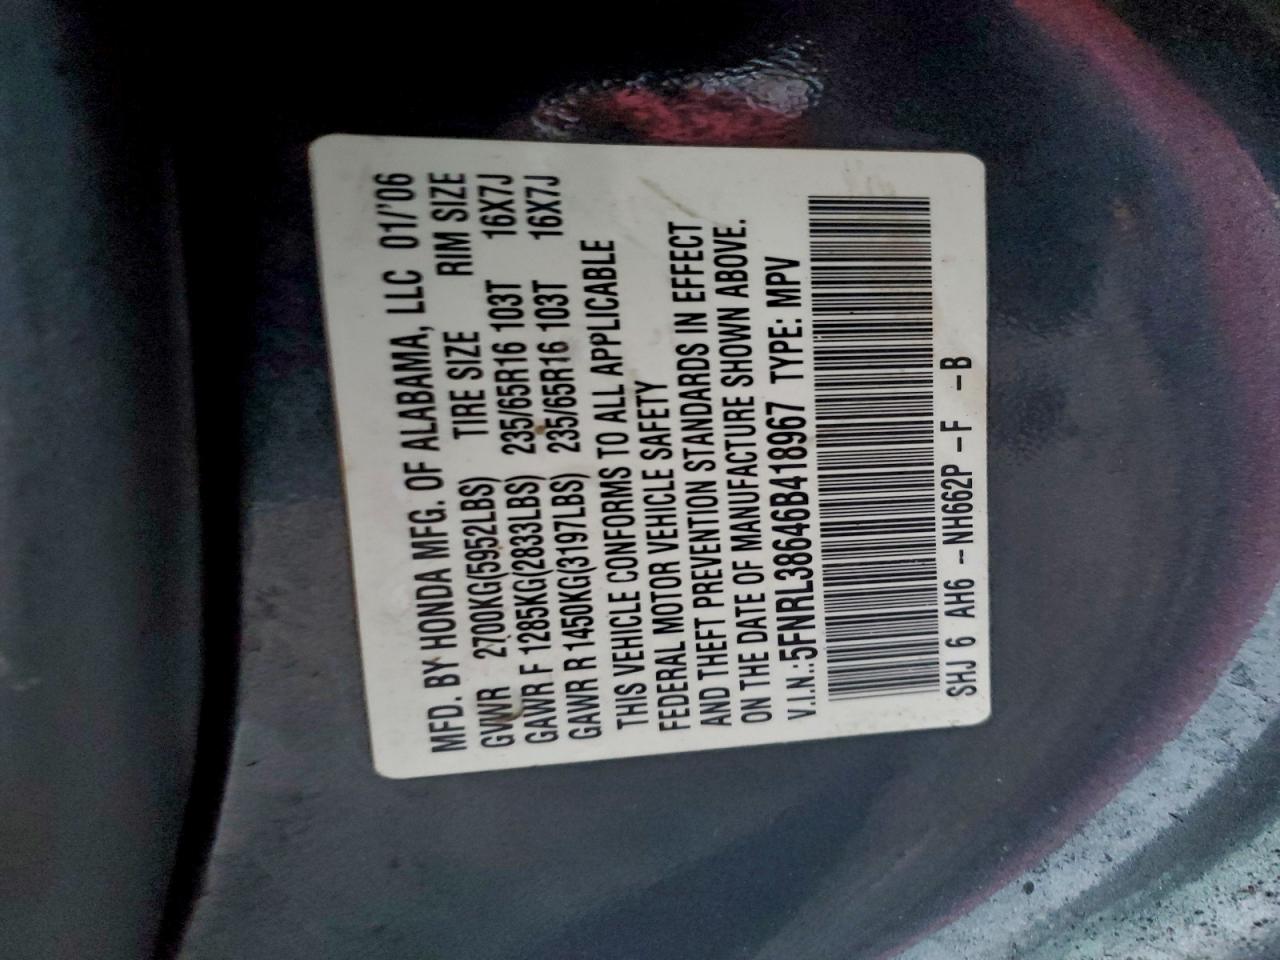 MFD. BY HONDA MFG. OF ALABAMA, LLC 01/'06
GVWR 2700KG(5952LBS) TIRE SIZE RIM SIZE
GAWR F 1285KG(2833LBS) 235/65R16 103T 16X7J
GAWR R 1450KG(3197LBS) 235/65R16 103T 16X7J
THIS VEHICLE CONFORMS TO ALL APPLICABLE
FEDERAL MOTOR VEHICLE SAFETY
AND THEFT PREVENTION STANDARDS IN EFFECT
ON THE DATE OF MANUFACTURE SHOWN ABOVE.
V.I.N.:5FNRL38646B418967 TYPE: MPV
SHJ 6 AH6 -- NH662P -F -B